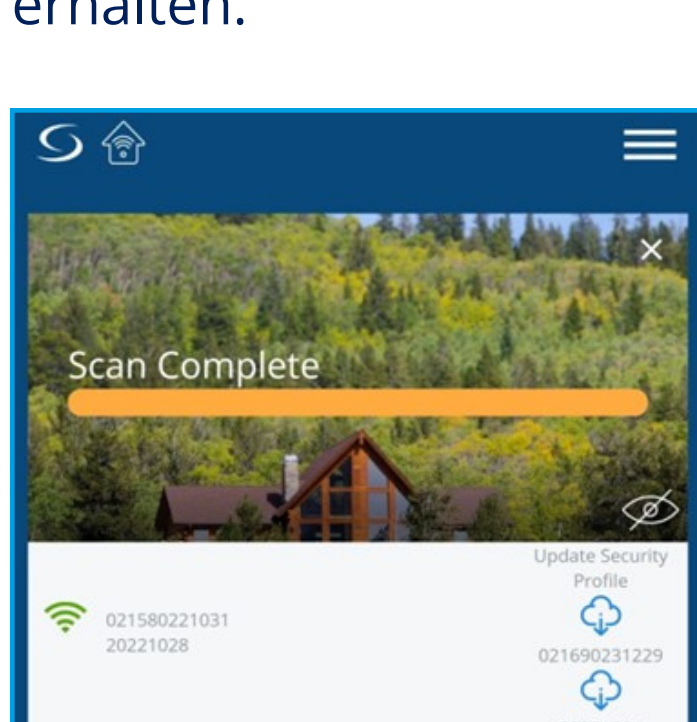 erhalten.
Scan Complete
Update Security
Profile
021580221031
20221028
021690231229